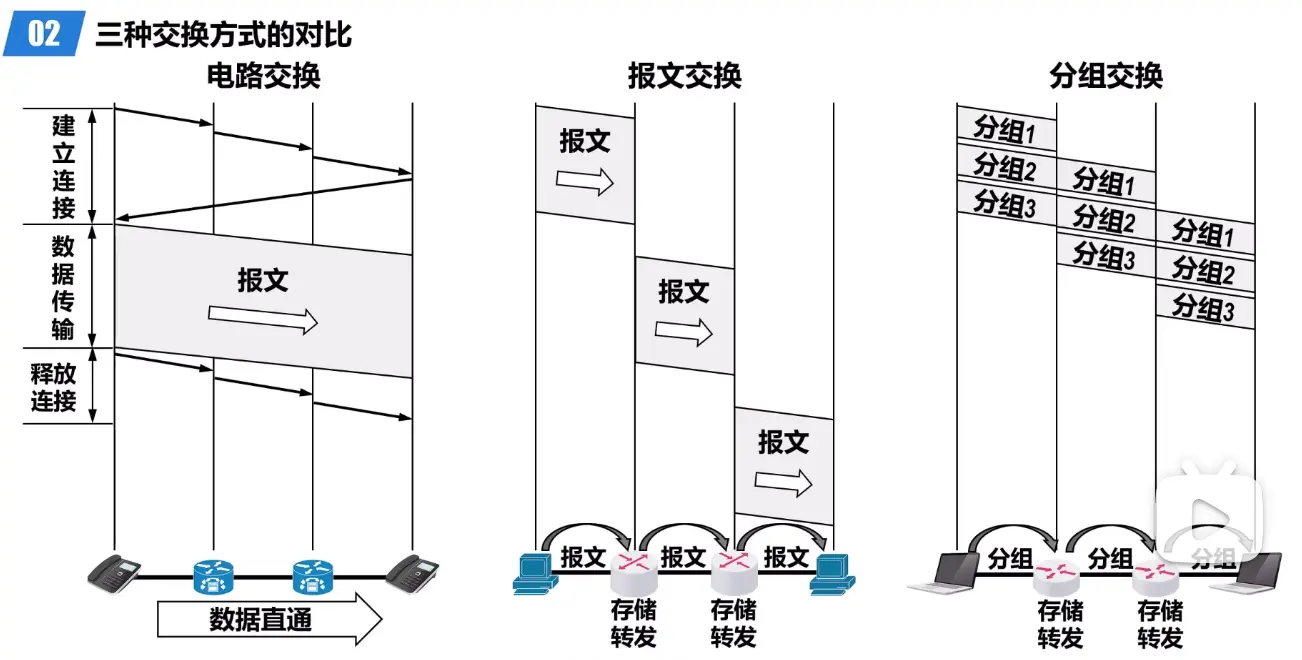 02 三种交换方式的对比
电路交换
建立连接
数据传输
释放
连接
报文
数据直通
报文交换
报文
报文
报文
报文
报文
报文
存储
转发
存储
转发
分组交换
分组1
分组2
分组3
分组1
分组2
分组3
分组1
分组2
分组3
分组
分组
分组
存储
转发
存储
转发